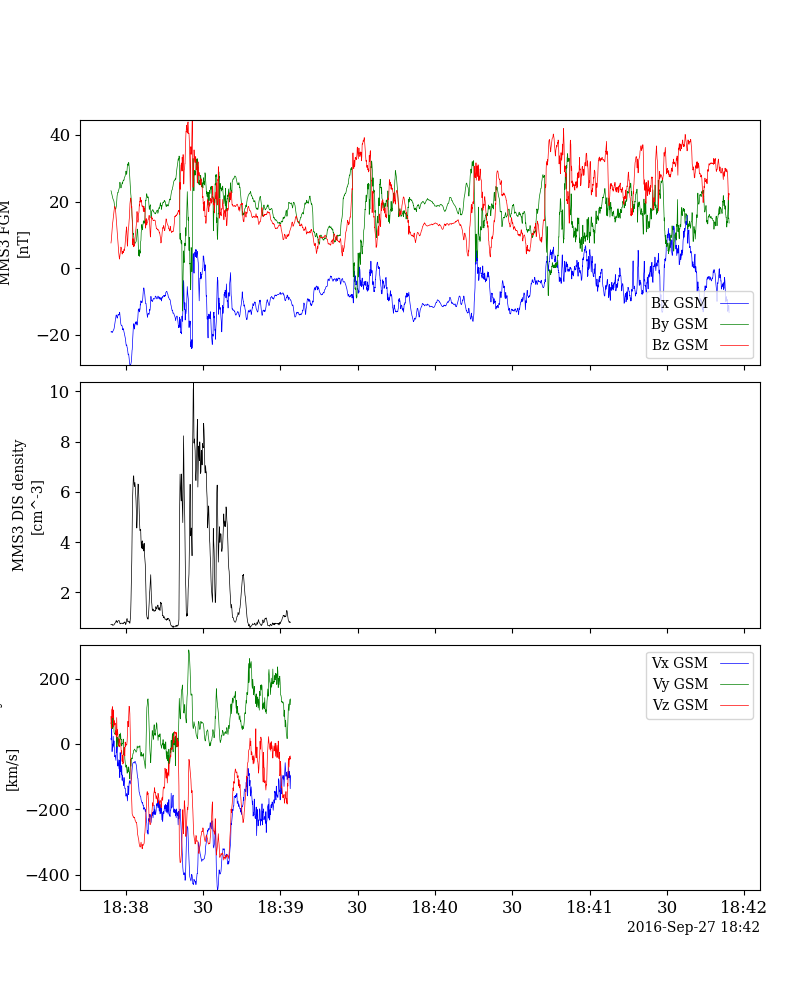 MMS3 FGM
[nT]
40
20
0
−20
Bx GSM
By GSM
Bz GSM
MMS3 DIS density
[cm^-3]
10
8
6
4
2
[km/s]
200
0
−200
−400
Vx GSM
Vy GSM
Vz GSM
18:38 30 18:39 30 18:40 30 18:41 30 18:42
2016-Sep-27 18:42